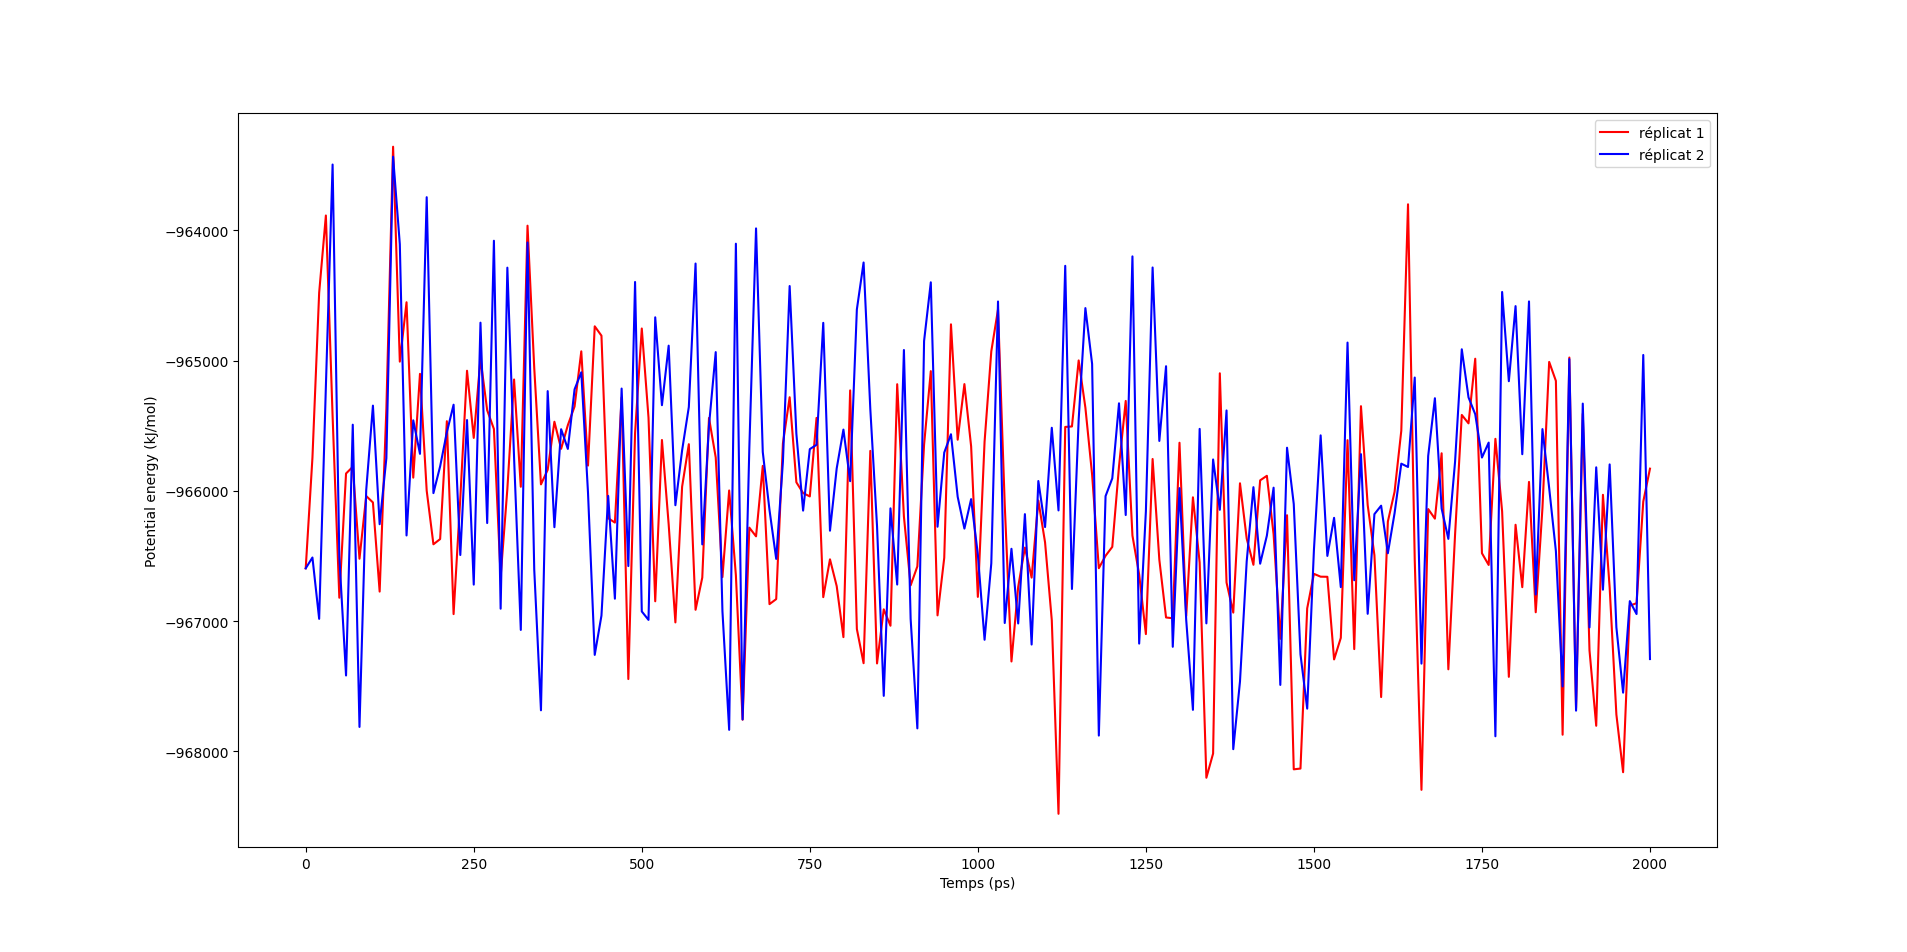 réplicat 1
réplicat 2
−964000
−965000
−966000
−967000
−968000
Potential energy (kJ/mol)
0 250 500 750 1000 1250 1500 1750 2000
Temps (ps)